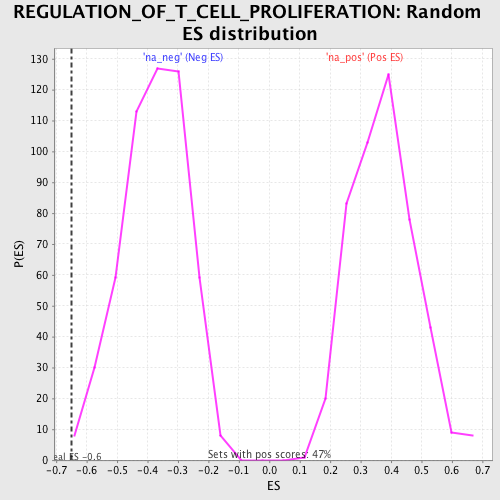 REGULATION_OF_T_CELL_PROLIFERATION: Random
ES distribution
'na_neg' (Neg ES)
'na_pos' (Pos ES)
130
120
110
100
90
80
70
60
50
40
30
20
10
0
P(ES)
ES -0.6
Sets with pos scores: 47%
-0.7 -0.6 -0.5 -0.4 -0.3 -0.2 -0.1 0.0 0.1 0.2 0.3 0.4 0.5 0.6 0.7
ES